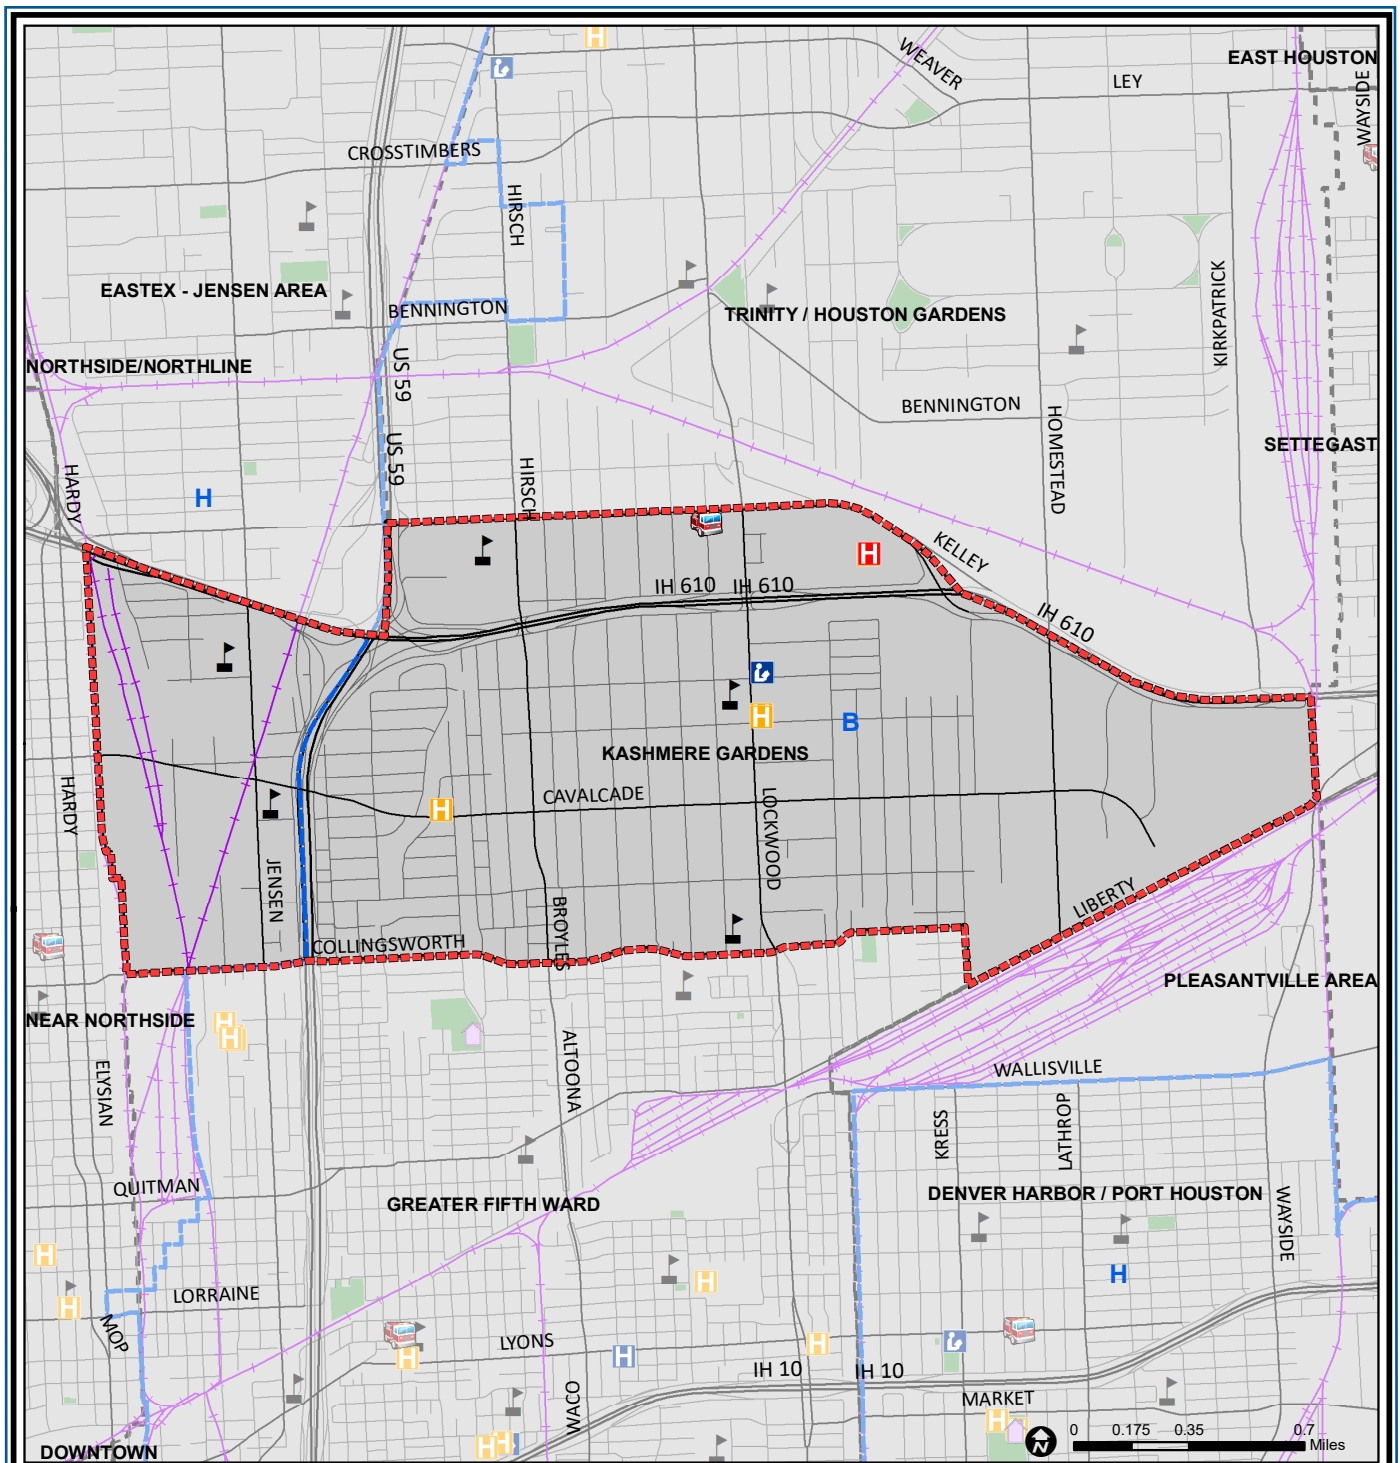 WEAVER
EAST HOUSTON
LEY
WAYSIDE
CROSSTIMBERS
HIRSCH
EASTEX - JENSEN AREA
BENNINGTON
TRINITY / HOUSTON GARDENS
KIRKPATRICK
NORTHSIDE/NORTHLINE
US 59
BENNINGTON
HOMESTEAD
US 59
SETTEGAST
HARDY
HIRSCH
H
KELLEY
H
IH 610
IH 610
IH 610
H
B
KASHMERE GARDENS
HARDY
CAVALCADE
LOCKWOOD
H
JENSEN
BROYLES
LIBERTY
COLLINGSWORTH
PLEASANTVILLE AREA
NEAR NORTHSIDE
H
H
ELYSIAN
ALTOONA
WALLISVILLE
KRESS
LATHROP
QUITMAN
GREATER FIFTH WARD
DENVER HARBOR / PORT HOUSTON
WAYSIDE
H
H
H
H
LORRAINE
MOP
LYONS
H
H
H
IH 10
IH 10
WACO
MARKET
H
H
H
H
N
0 0.175 0.35 0.7
Miles
DOWNTOWN